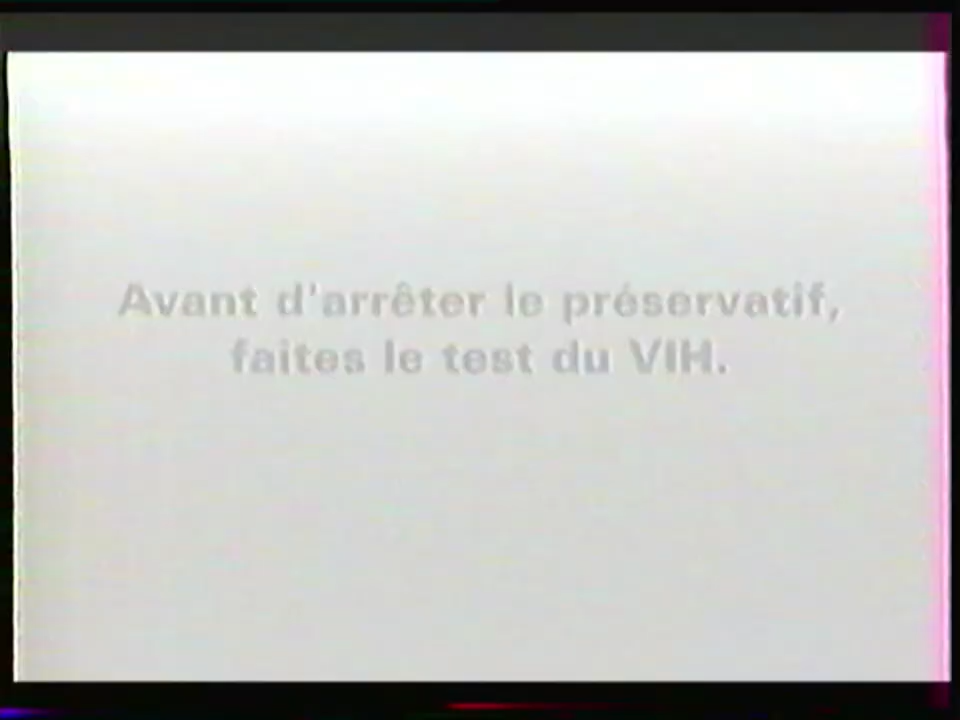 Avant d'arrêter le préservatif,
faites le test du VIH.